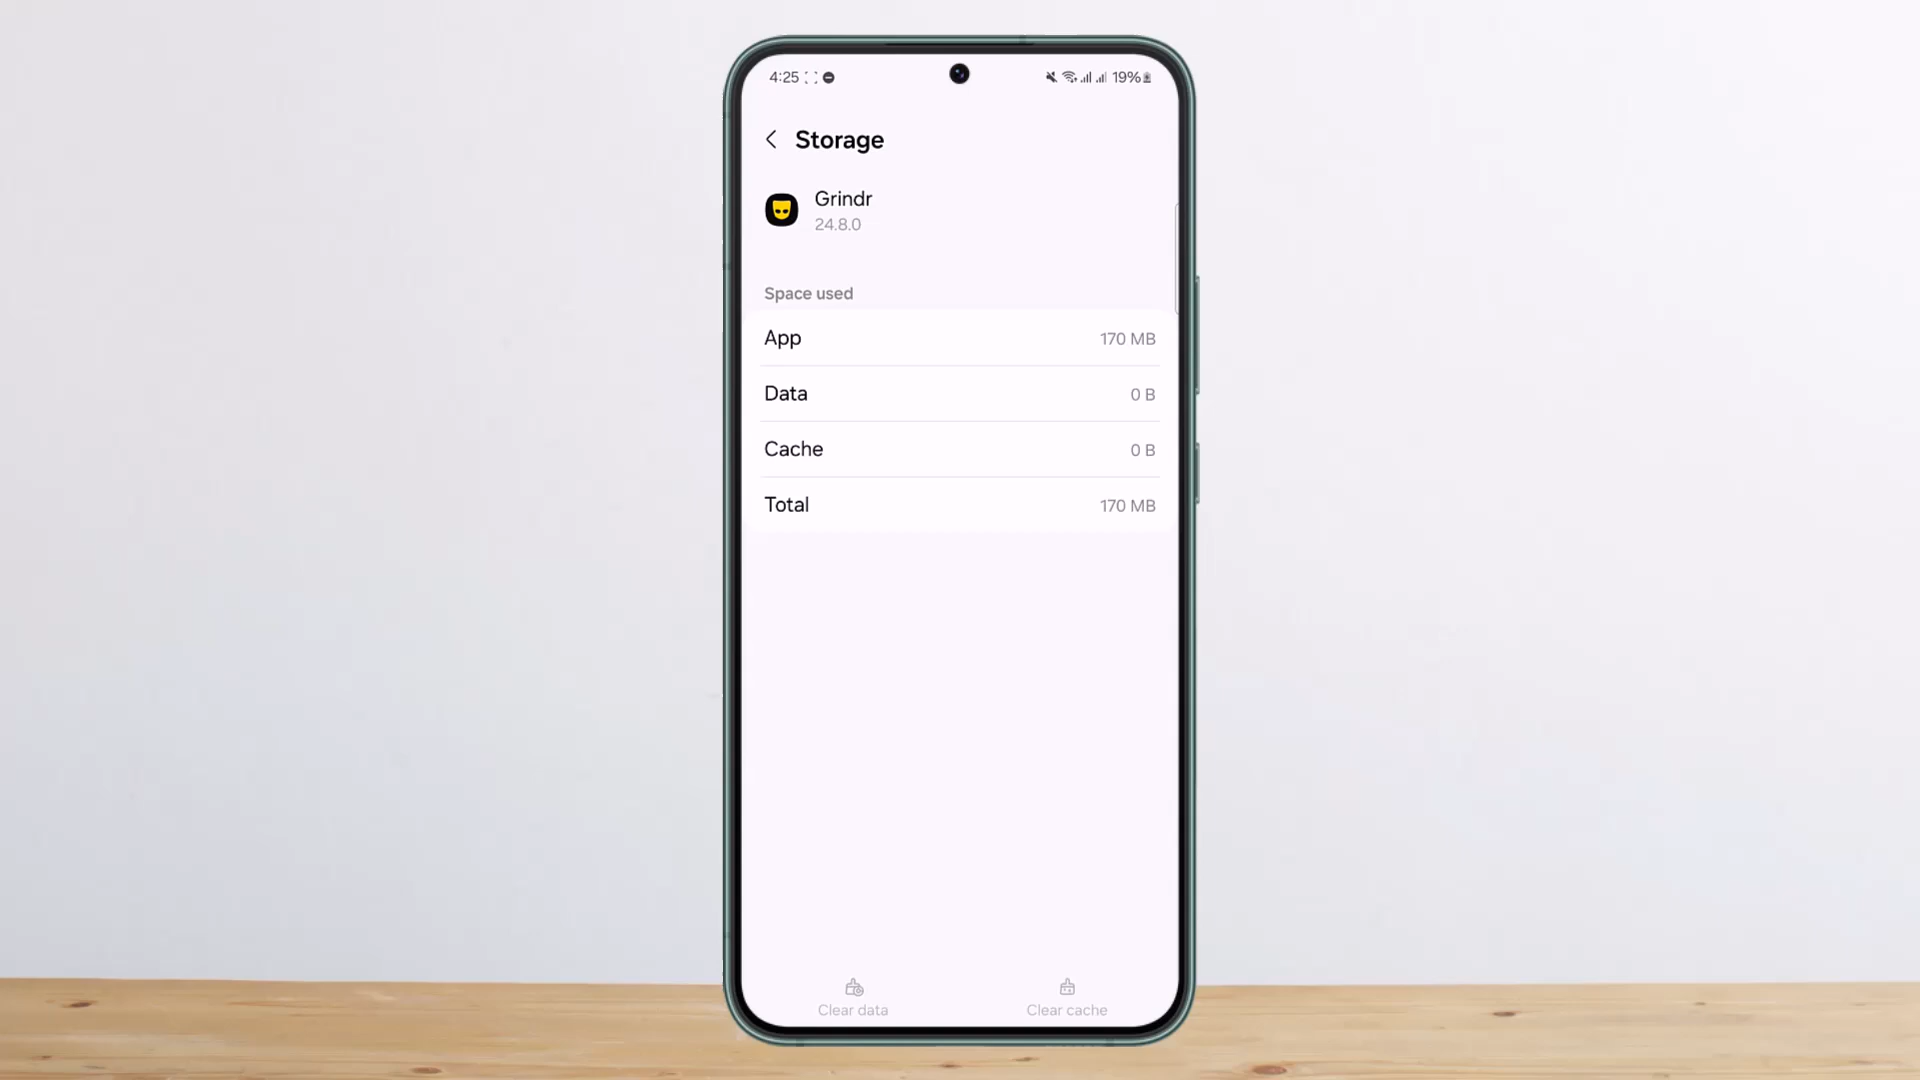 4:25 19%
Storage
Grindr
24.8.0
Space used
App 170 MB
Data 0 B
Cache 0 B
Total 170 MB
Clear data Clear cache